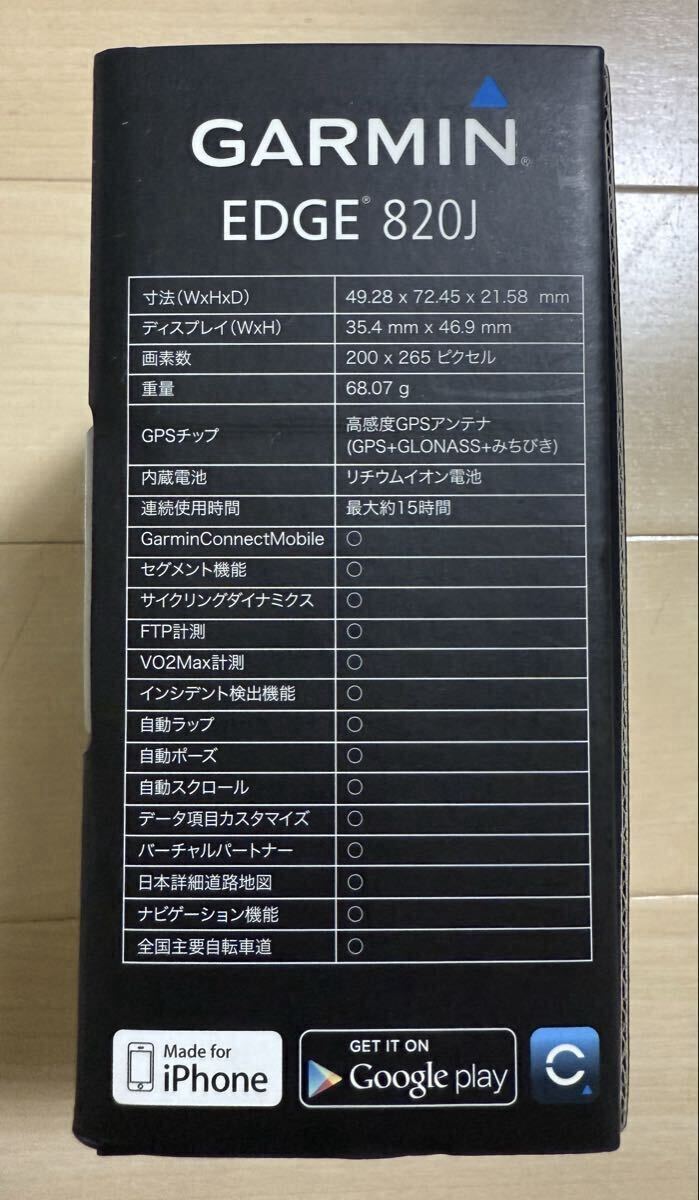 GARMIN®
EDGE® 820J
寸法(WxHxD) 49.28 x 72.45 x 21.58 mm
ディスプレイ(WxH) 35.4 mm x 46.9 mm
画素数 200 x 265 ピクセル
重量 68.07 g
GPSチップ 高感度GPSアンテナ
(GPS+GLONASS+みちびき)
内蔵電池 リチウムイオン電池
連続使用時間 最大約15時間
GarminConnectMobile ○
セグメント機能 ○
サイクリングダイナミクス ○
FTP計測 ○
VO2Max計測 ○
インシデント検出機能 ○
自動ラップ ○
自動ポーズ ○
自動スクロール ○
データ項目カスタマイズ ○
バーチャルパートナー ○
日本詳細道路地図 ○
ナビゲーション機能 ○
全国主要自転車道 ○
Made for
iPhone
GET IT ON
Google play